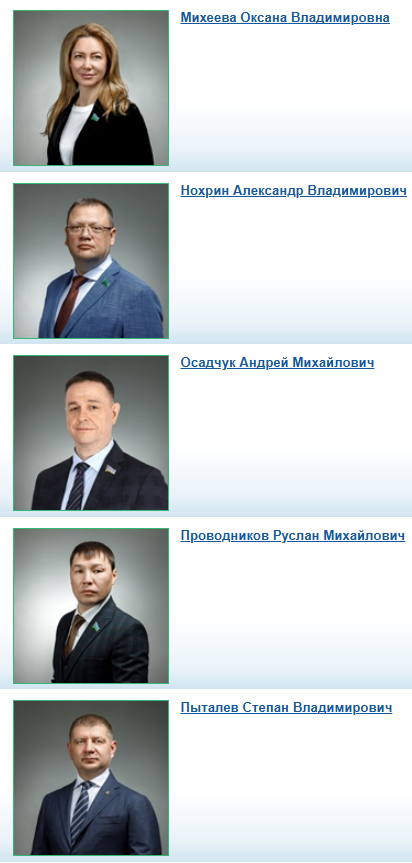 Михеева Оксана Владимировна
Нохрин Александр Владимирович
Осадчук Андрей Михайлович
Проводников Руслан Михайлович
Пыталев Степан Владимирович